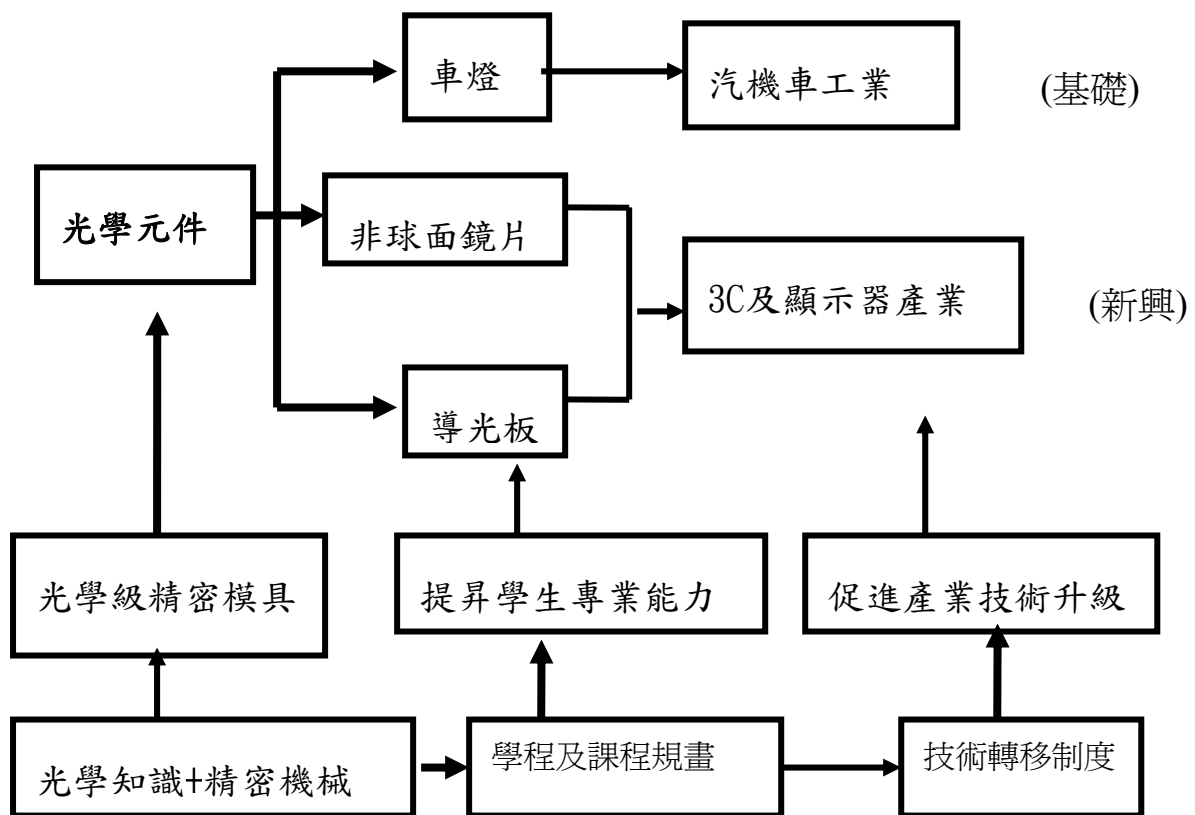 車燈
汽機車工業
(基礎)
光學元件
非球面鏡片
3C及顯示器產業
(新興)
導光板
光學級精密模具
提昇學生專業能力
促進產業技術升級
光學知識+精密機械
學程及課程規畫
技術轉移制度